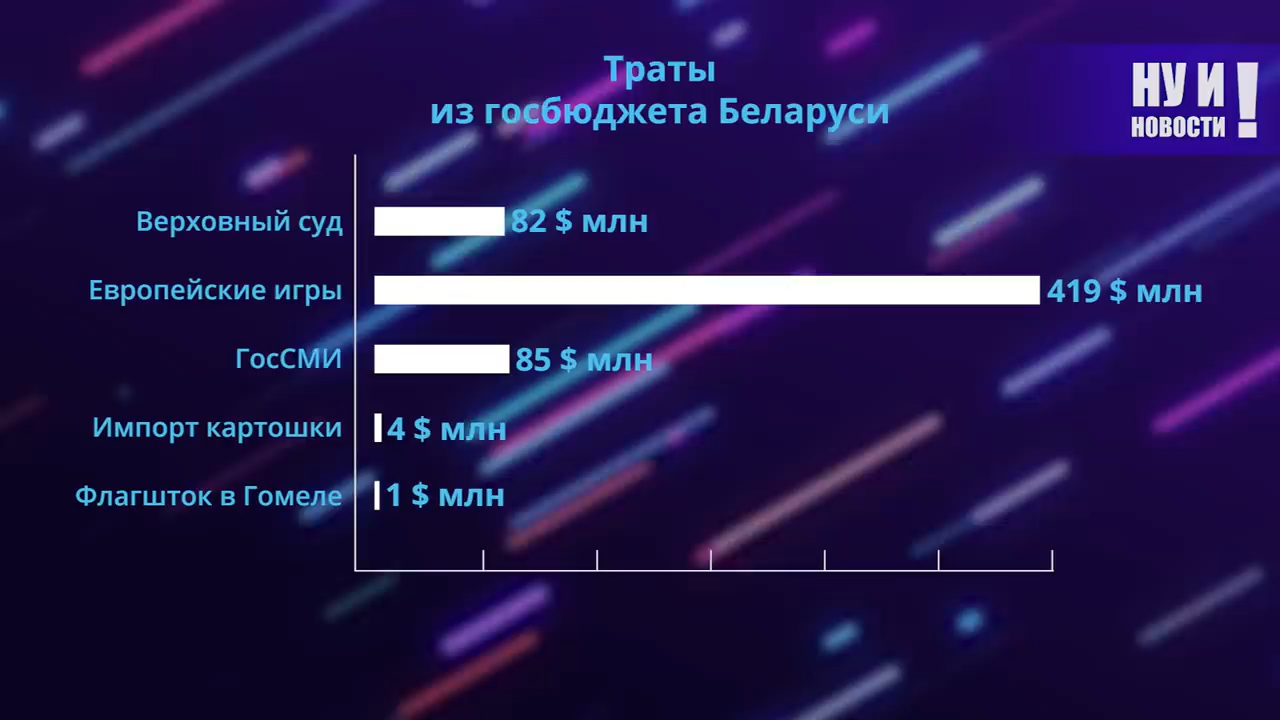 Траты
из госбюджета Беларуси
НУ И !
НОВОСТИ
Верховный суд 82 $ млн
Европейские игры 419 $ млн
ГосСМИ 85 $ млн
Импорт картошки 4 $ млн
Флагшток в Гомеле 1 $ млн